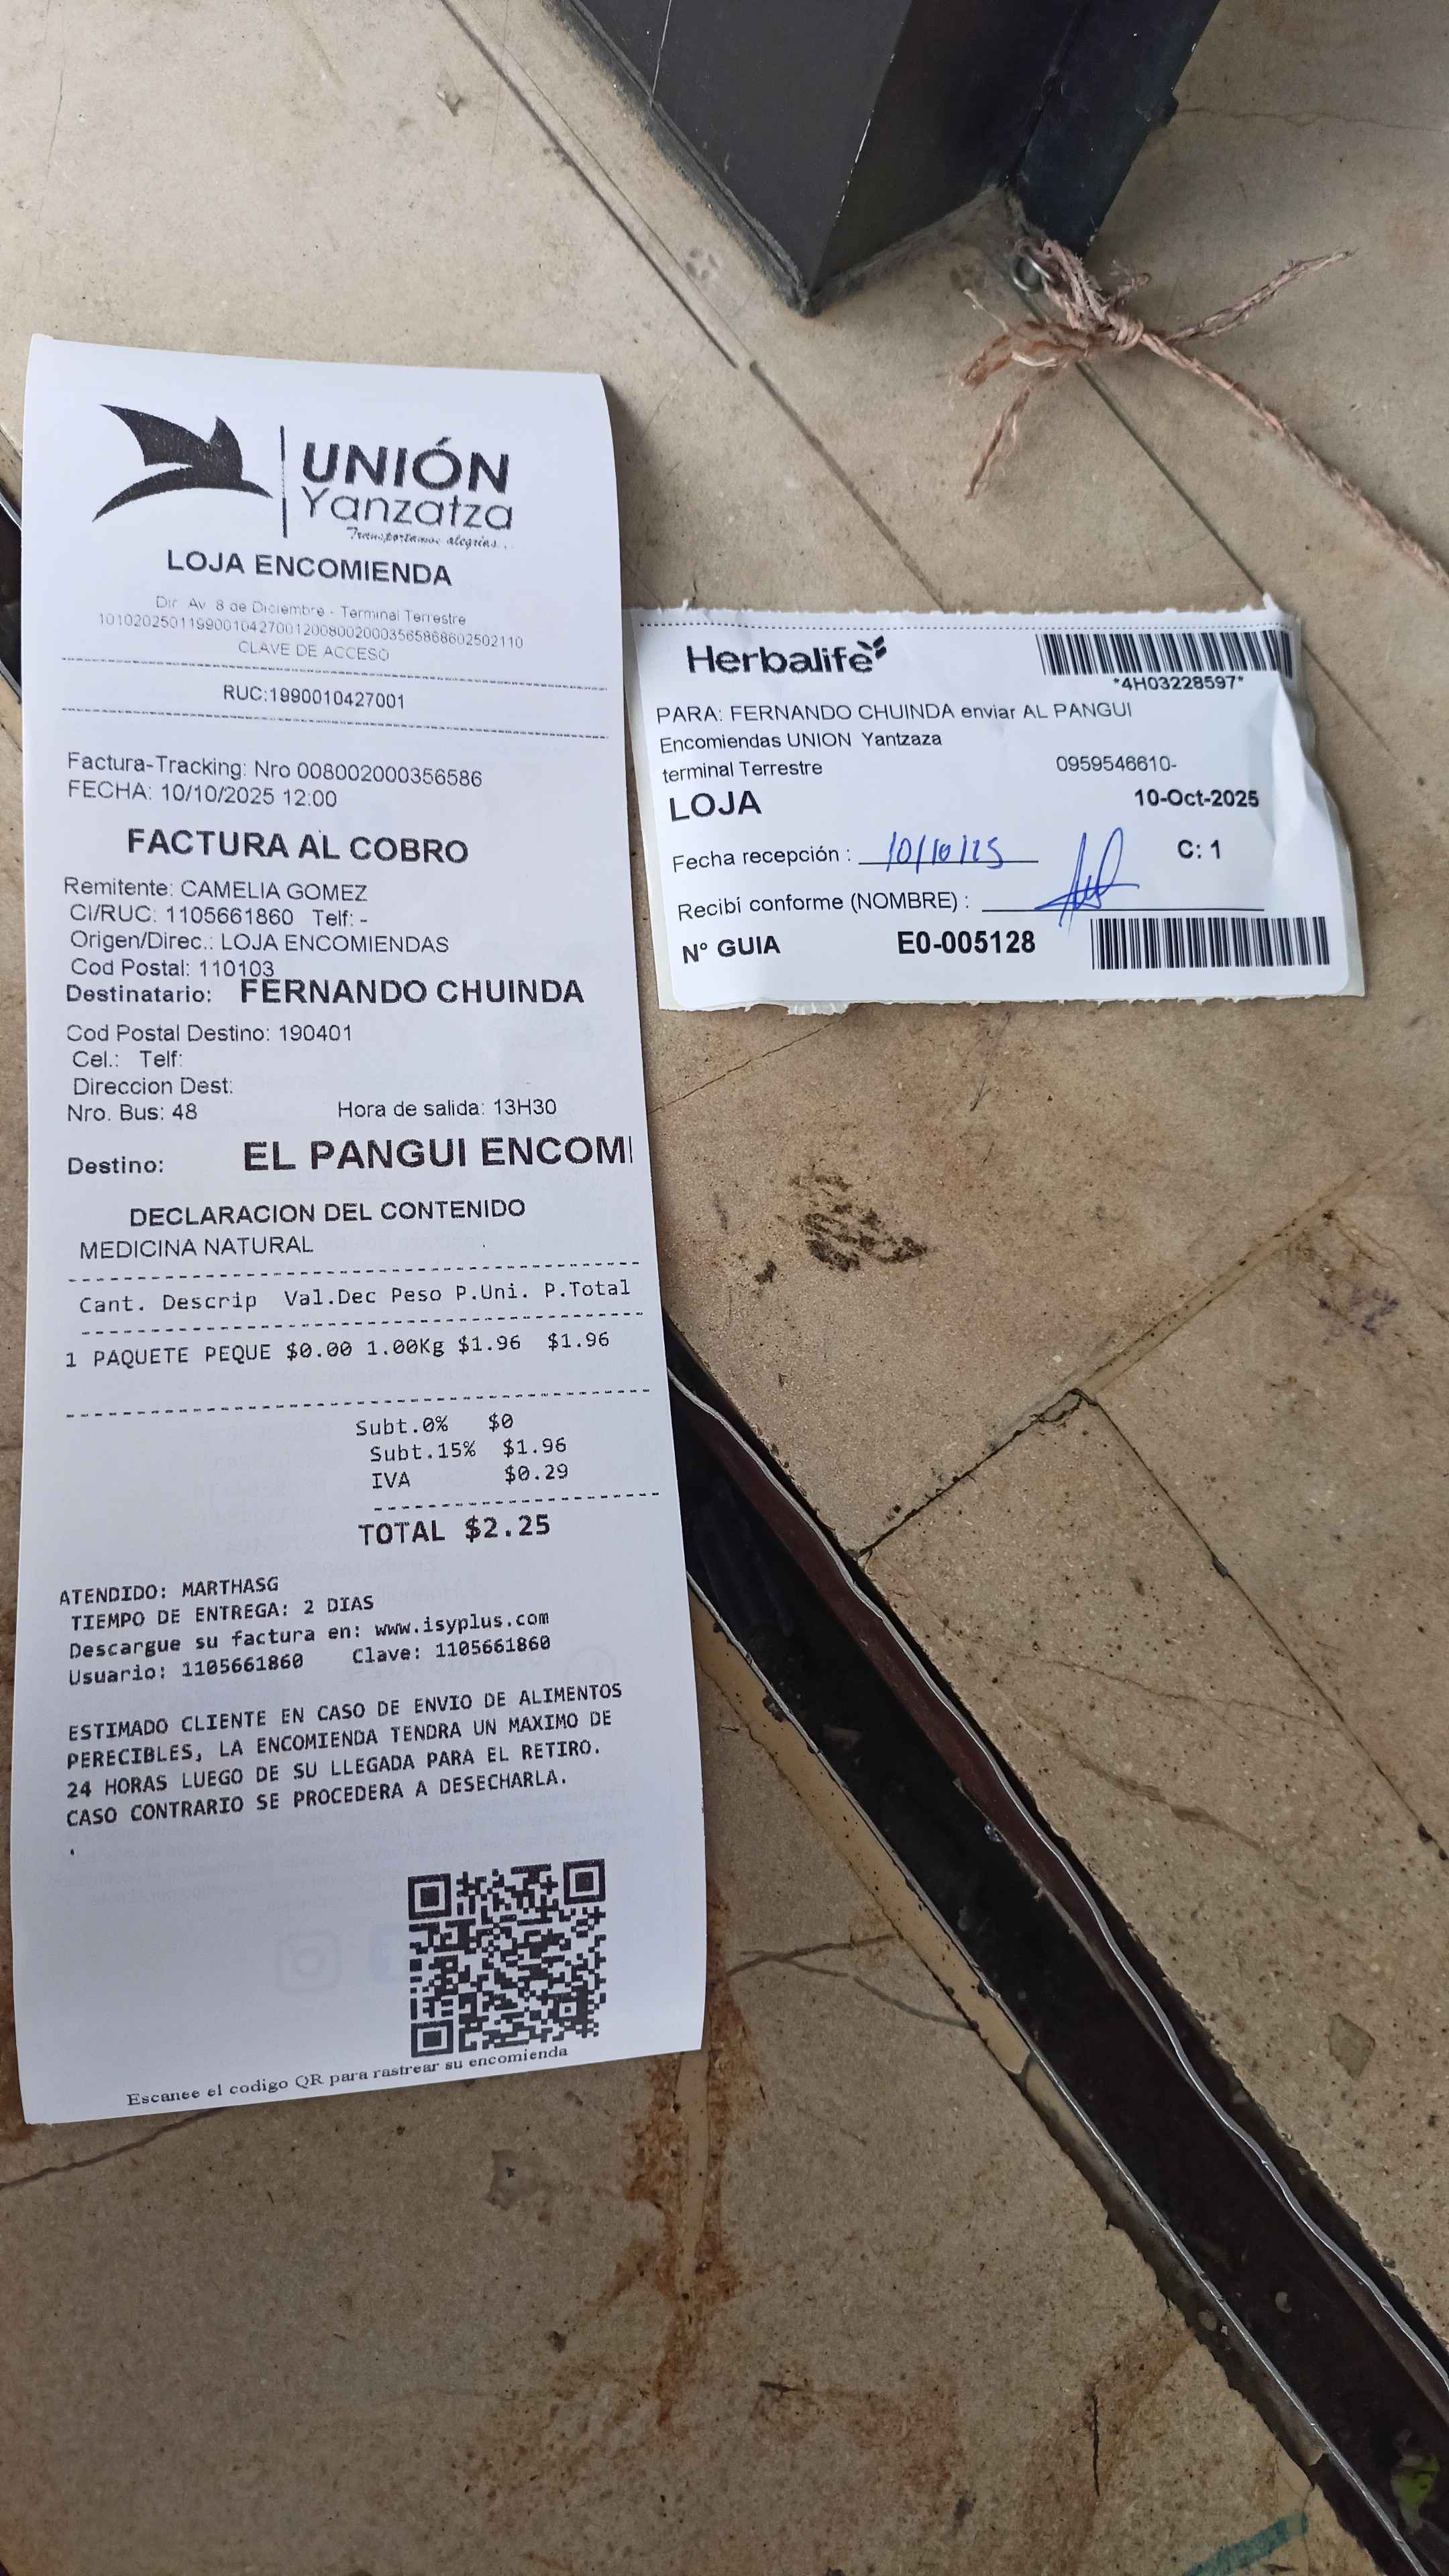 UNIÓN
Yanzatza
Transportamos alegrías...
LOJA ENCOMIENDA
Dir. Av. 8 de Diciembre - Terminal Terrestre
CLAVE DE ACCESO
RUC:1990010427001
Factura-Tracking: Nro 008002000356586
FECHA: 10/10/2025 12:00
FACTURA AL COBRO
Remitente: CAMELIA GOMEZ
CI/RUC: 1105661860 Telf: -
Origen/Direc.: LOJA ENCOMIENDAS
Cod Postal: 110103
Destinatario: FERNANDO CHUINDA
Cod Postal Destino: 190401
Cel.: Telf:
Direccion Dest:
Nro. Bus: 48 Hora de salida: 13H30
Destino: EL PANGUI ENCOMI
DECLARACION DEL CONTENIDO
MEDICINA NATURAL
Cant. Descrip Val.Dec Peso P.Uni. P.Total
1 PAQUETE PEQUE $0.00 1.00Kg $1.96 $1.96
Subt.0% $0
Subt.15% $1.96
IVA $0.29
TOTAL $2.25
ATENDIDO: MARTHASG
TIEMPO DE ENTREGA: 2 DIAS
Descargue su factura en: www.isyplus.com
Usuario: 1105661860 Clave: 1105661860
ESTIMADO CLIENTE EN CASO DE ENVIO DE ALIMENTOS
PERECIBLES, LA ENCOMIENDA TENDRA UN MAXIMO DE
24 HORAS LUEGO DE SU LLEGADA PARA EL RETIRO.
CASO CONTRARIO SE PROCEDERA A DESECHARLA.
.
Escanee el codigo QR para rastrear su encomienda
Herbalife
*4H03228597*
PARA: FERNANDO CHUINDA enviar AL PANGUI
Encomiendas UNION Yantzaza
terminal Terrestre 0959546610-
LOJA 10-Oct-2025
Fecha recepción : 10/10/25 C: 1
Recibí conforme (NOMBRE) :
N° GUIA E0-005128